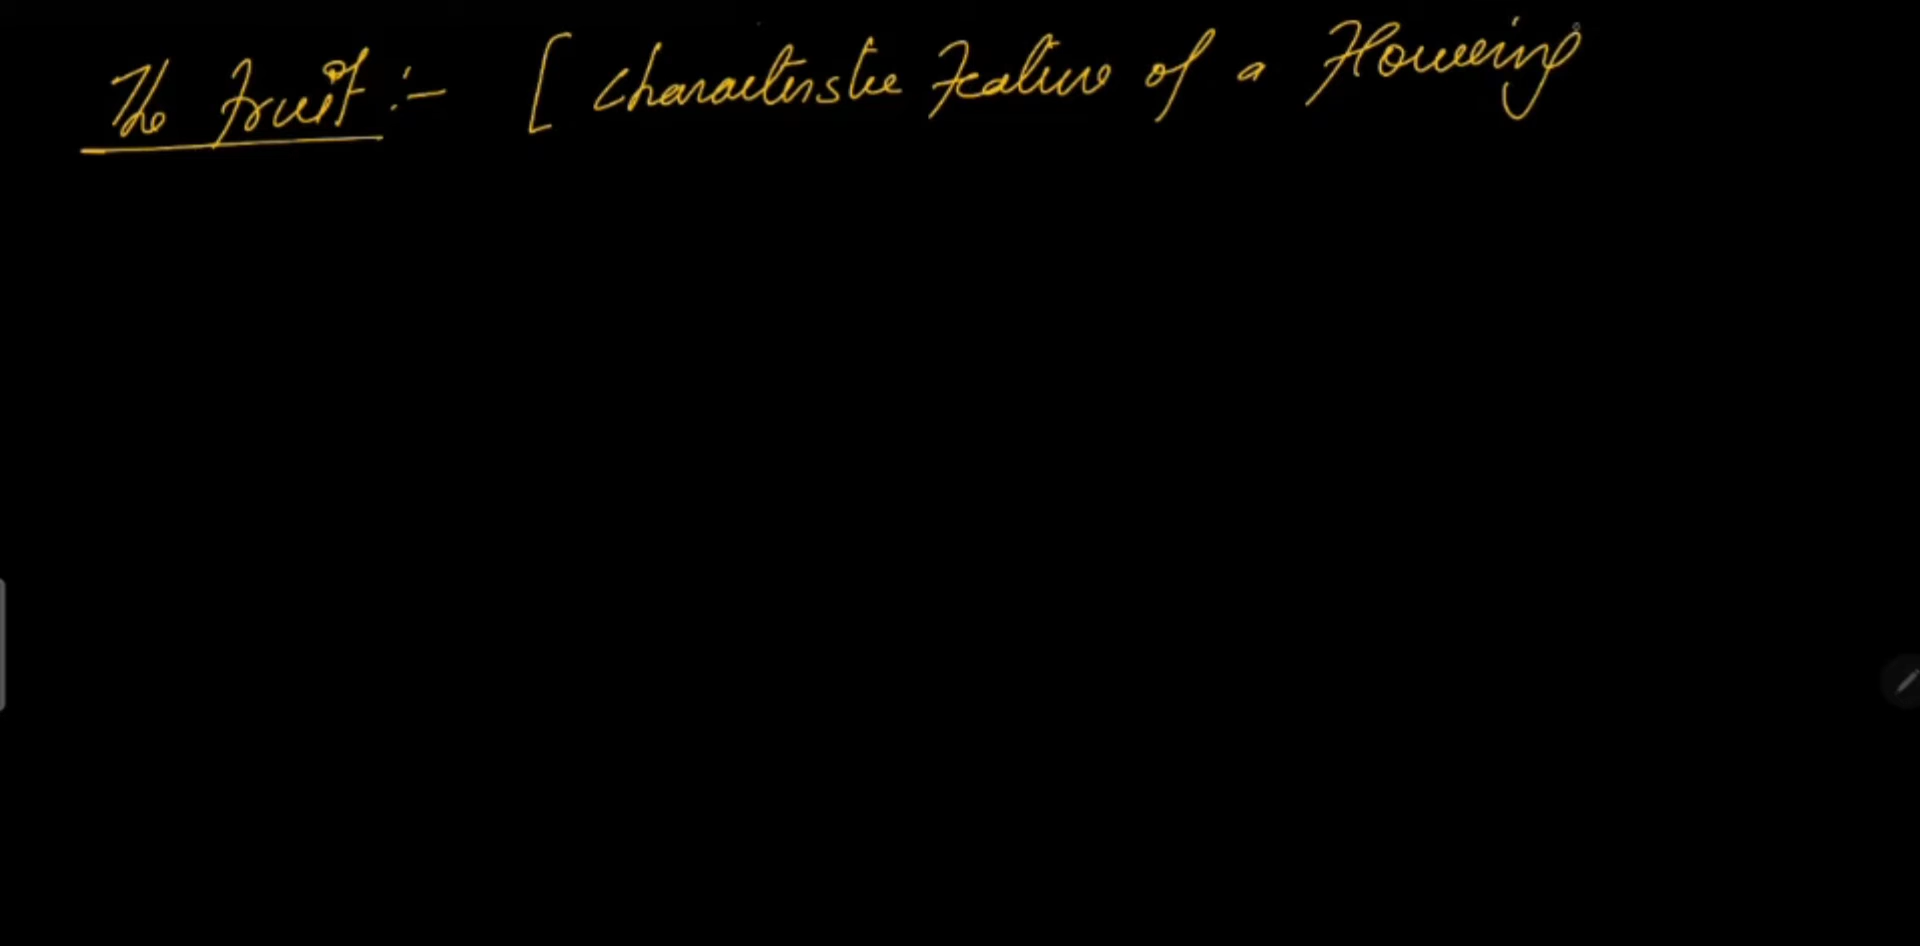 The fruit :- [ Characteristic Feature of a Flowering